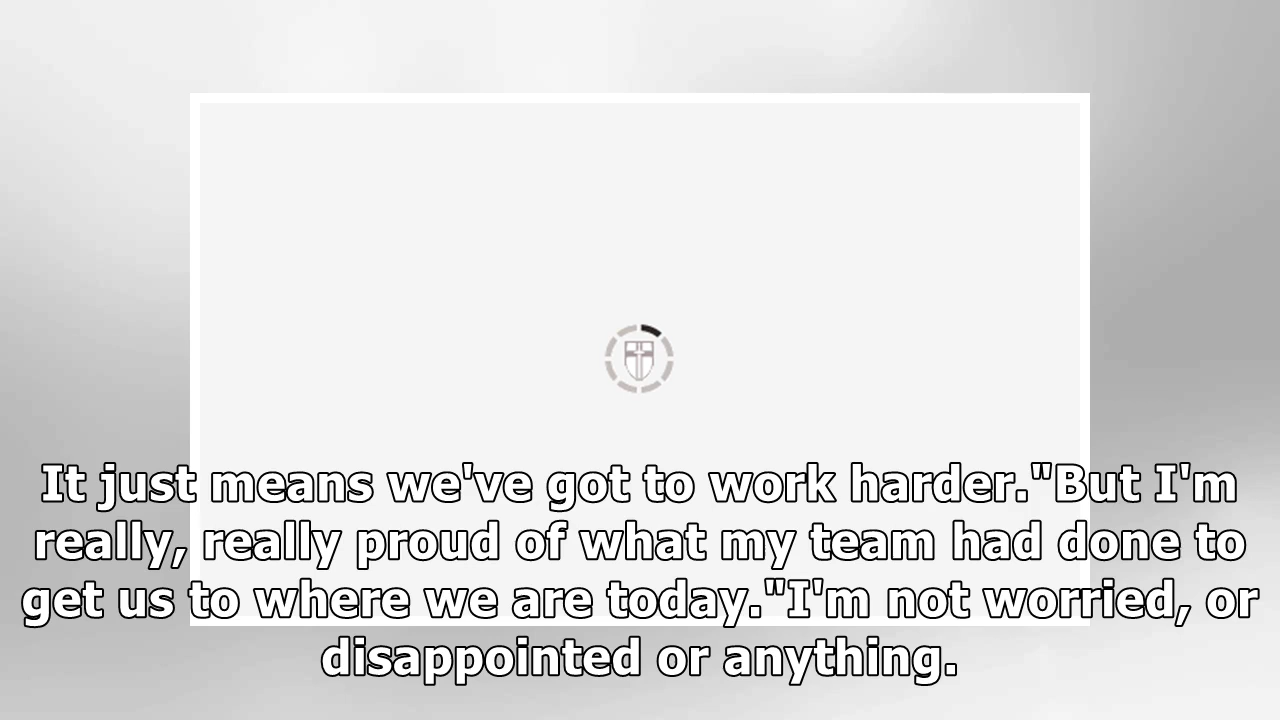 It just means we've got to work harder."But I'm
really, really proud of what my team had done to
get us to where we are today."I'm not worried, or
disappointed or anything.